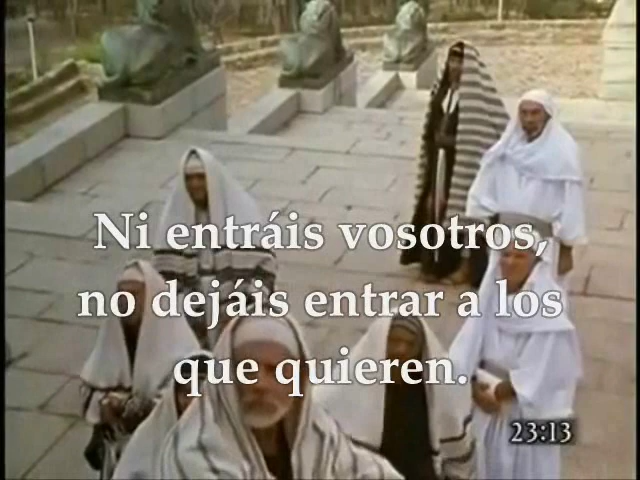 Ni entráis vosotros,
no dejáis entrar a los
que quieren.
23:13